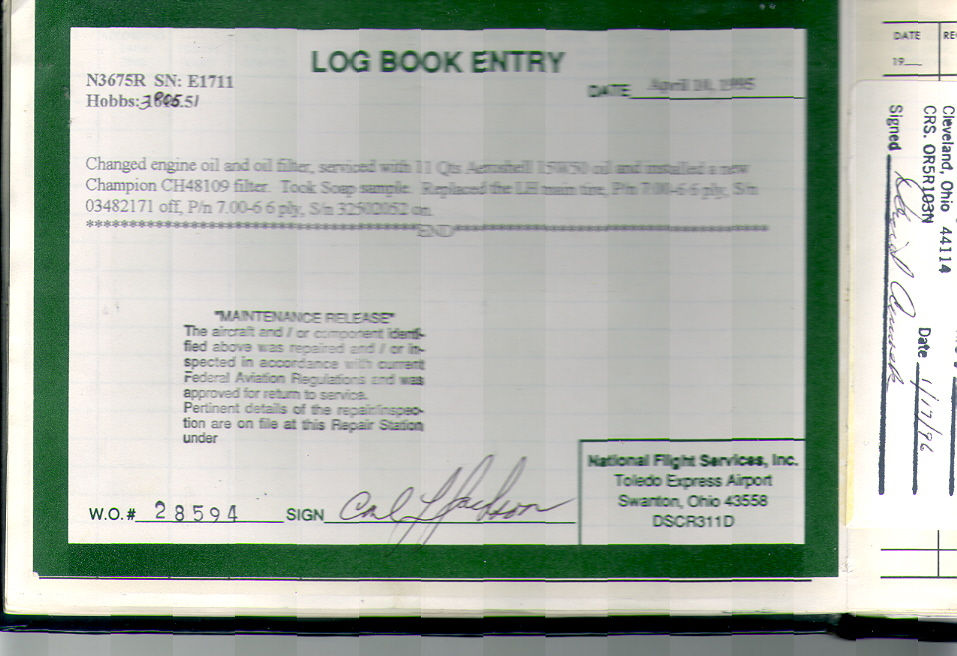 LOG BOOK ENTRY
N3675R SN: E1711
Hobbs:
DATE April 10, 1995
Changed engine oil and oil filter, serviced with 11 Qts Aeroshell 15W50 oil and installed a new
Champion CH48109 filter. Took Soap sample. Replaced the LH main tire, P/n 7.00-6 6 ply, S/n
03482171 off, P/n 7.00-6 6 ply, S/n 32502052 on.
END
"MAINTENANCE RELEASE"
The aircraft and / or component identi-
fied above was repaired and / or in-
spected in accordance with current
Federal Aviation Regulations and was
approved for return to service.
Pertinent details of the repair/inspec-
tion are on file at this Repair Station
under
W.O.# 28594 SIGN Carl L Jackson
National Flight Services, Inc.
Toledo Express Airport
Swanton, Ohio 43558
DSCR311D
DATE
19
Cleveland, Ohio 44114
CRS. OR5R103N
Signed
Date 1/17/96